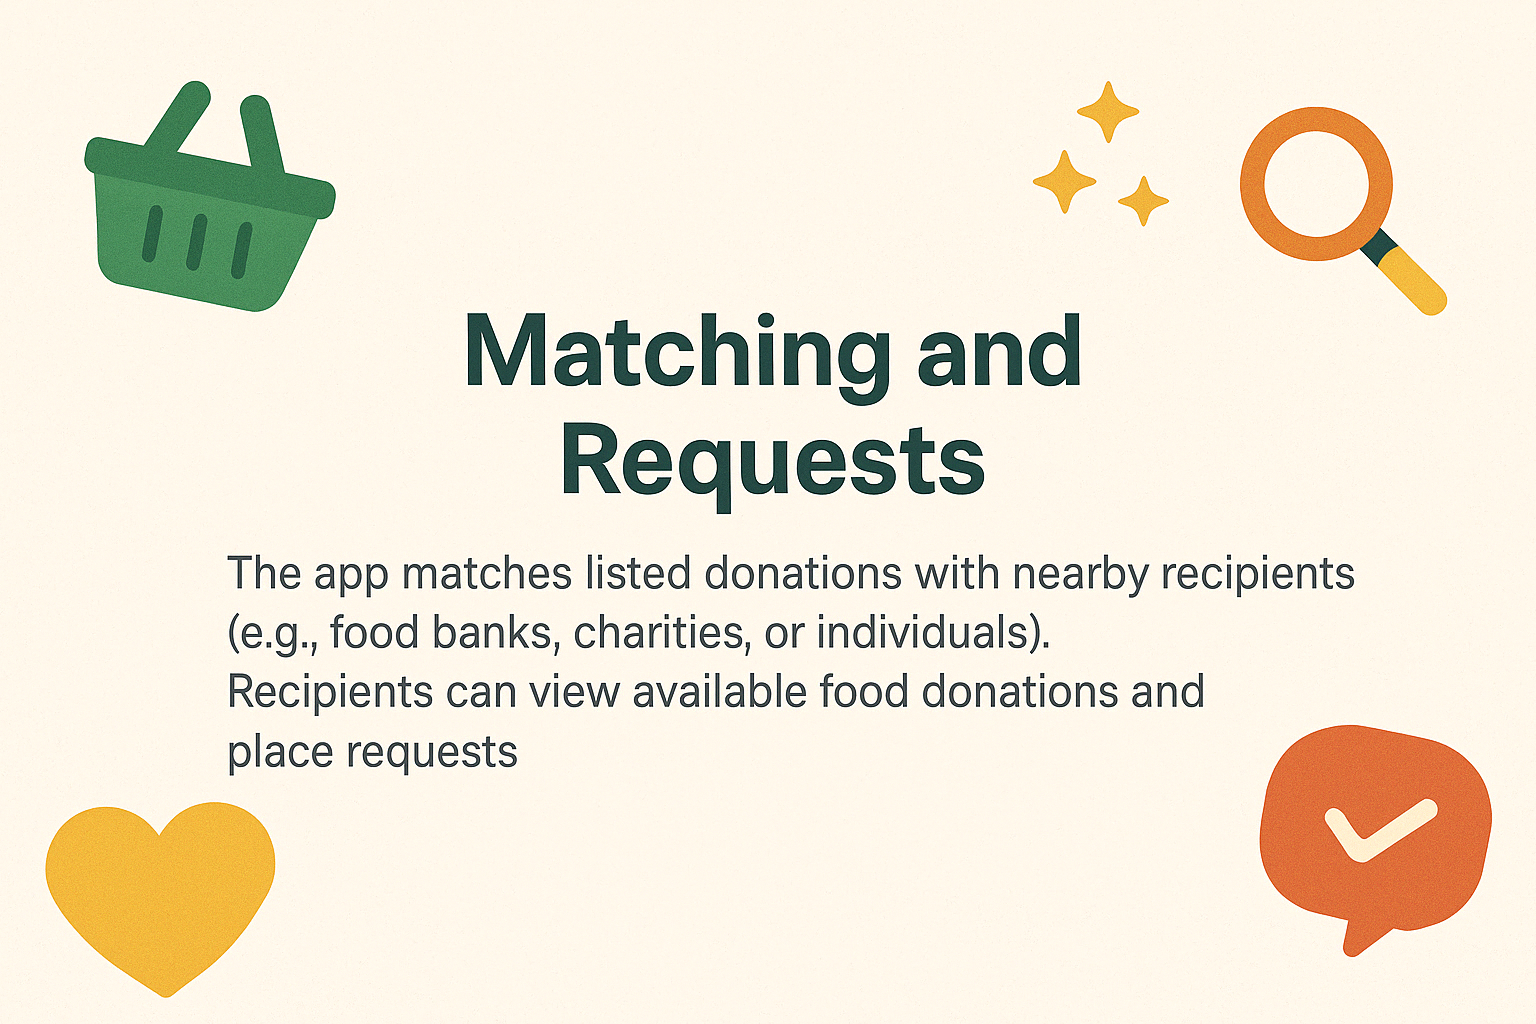 Matching and
Requests
The app matches listed donations with nearby recipients
(e.g., food banks, charities, or individuals).
Recipients can view available food donations and
place requests